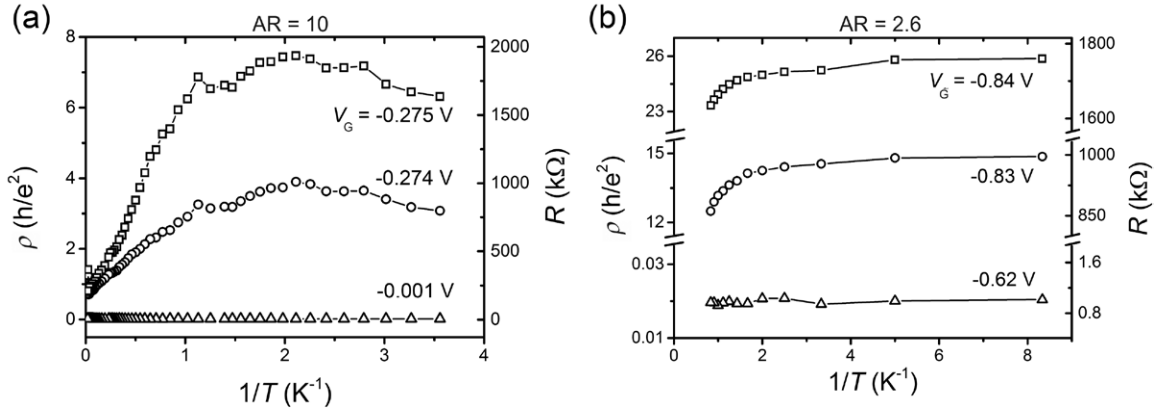 (a)
AR = 10
8
6
4
2
0
ρ (h/e²)
2000
1500
1000
500
0
R (kΩ)
V_G = -0.275 V
-0.274 V
-0.001 V
0 1 2 3 4
1/T (K⁻¹)
(b)
AR = 2.6
26
23
15
12
0.03
0.01
ρ (h/e²)
1760
1600
1000
850
1.6
0.8
R (kΩ)
V_G = -0.84 V
-0.83 V
-0.62 V
0 2 4 6 8
1/T (K⁻¹)